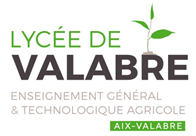 LYCÉE DE
VALABRE
ENSEIGNEMENT GÉNÉRAL
& TECHNOLOGIQUE AGRICOLE
AIX-VALABRE